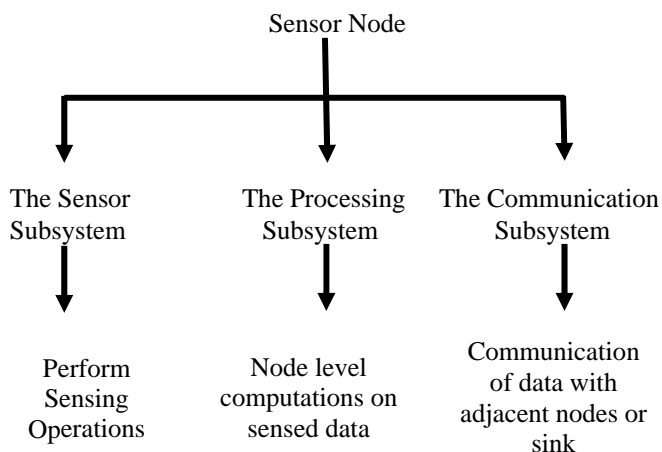 Sensor Node
The Sensor
Subsystem
The Processing
Subsystem
The Communication
Subsystem
Perform
Sensing
Operations
Node level
computations on
sensed data
Communication
of data with
adjacent nodes or
sink